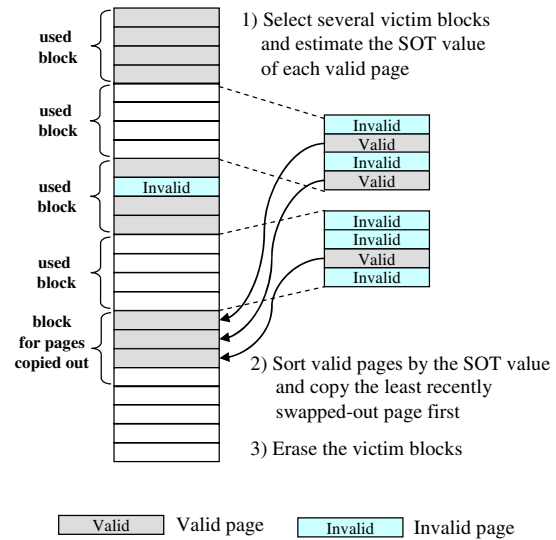 1) Select several victim blocks
and estimate the SOT value
of each valid page
used
block
used
block
used
block
used
block
block
for pages
copied out
Invalid
Invalid
Valid
Invalid
Valid
Invalid
Invalid
Valid
Invalid
2) Sort valid pages by the SOT value
and copy the least recently
swapped-out page first
3) Erase the victim blocks
Valid Valid page
Invalid Invalid page